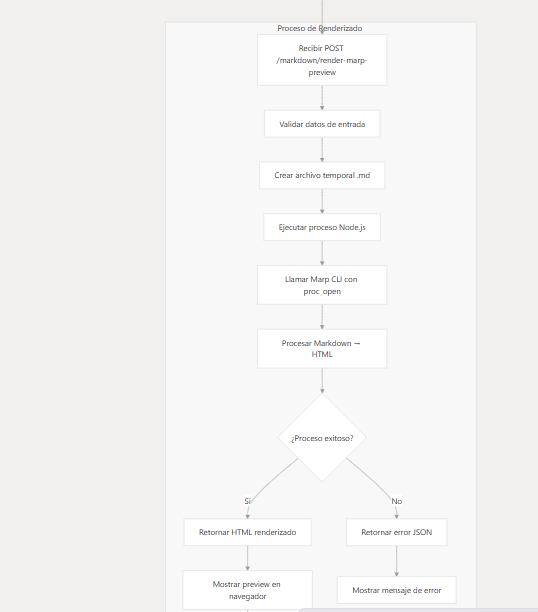 Proceso de Renderizado
Recibir POST
/markdown/render-marp-
preview
Validar datos de entrada
Crear archivo temporal .md
Ejecutar proceso Node.js
Llamar Marp CLI con
proc_open
Procesar Markdown →
HTML
¿Proceso exitoso?
Sí
No
Retornar HTML renderizado
Retornar error JSON
Mostrar preview en
navegador
Mostrar mensaje de error